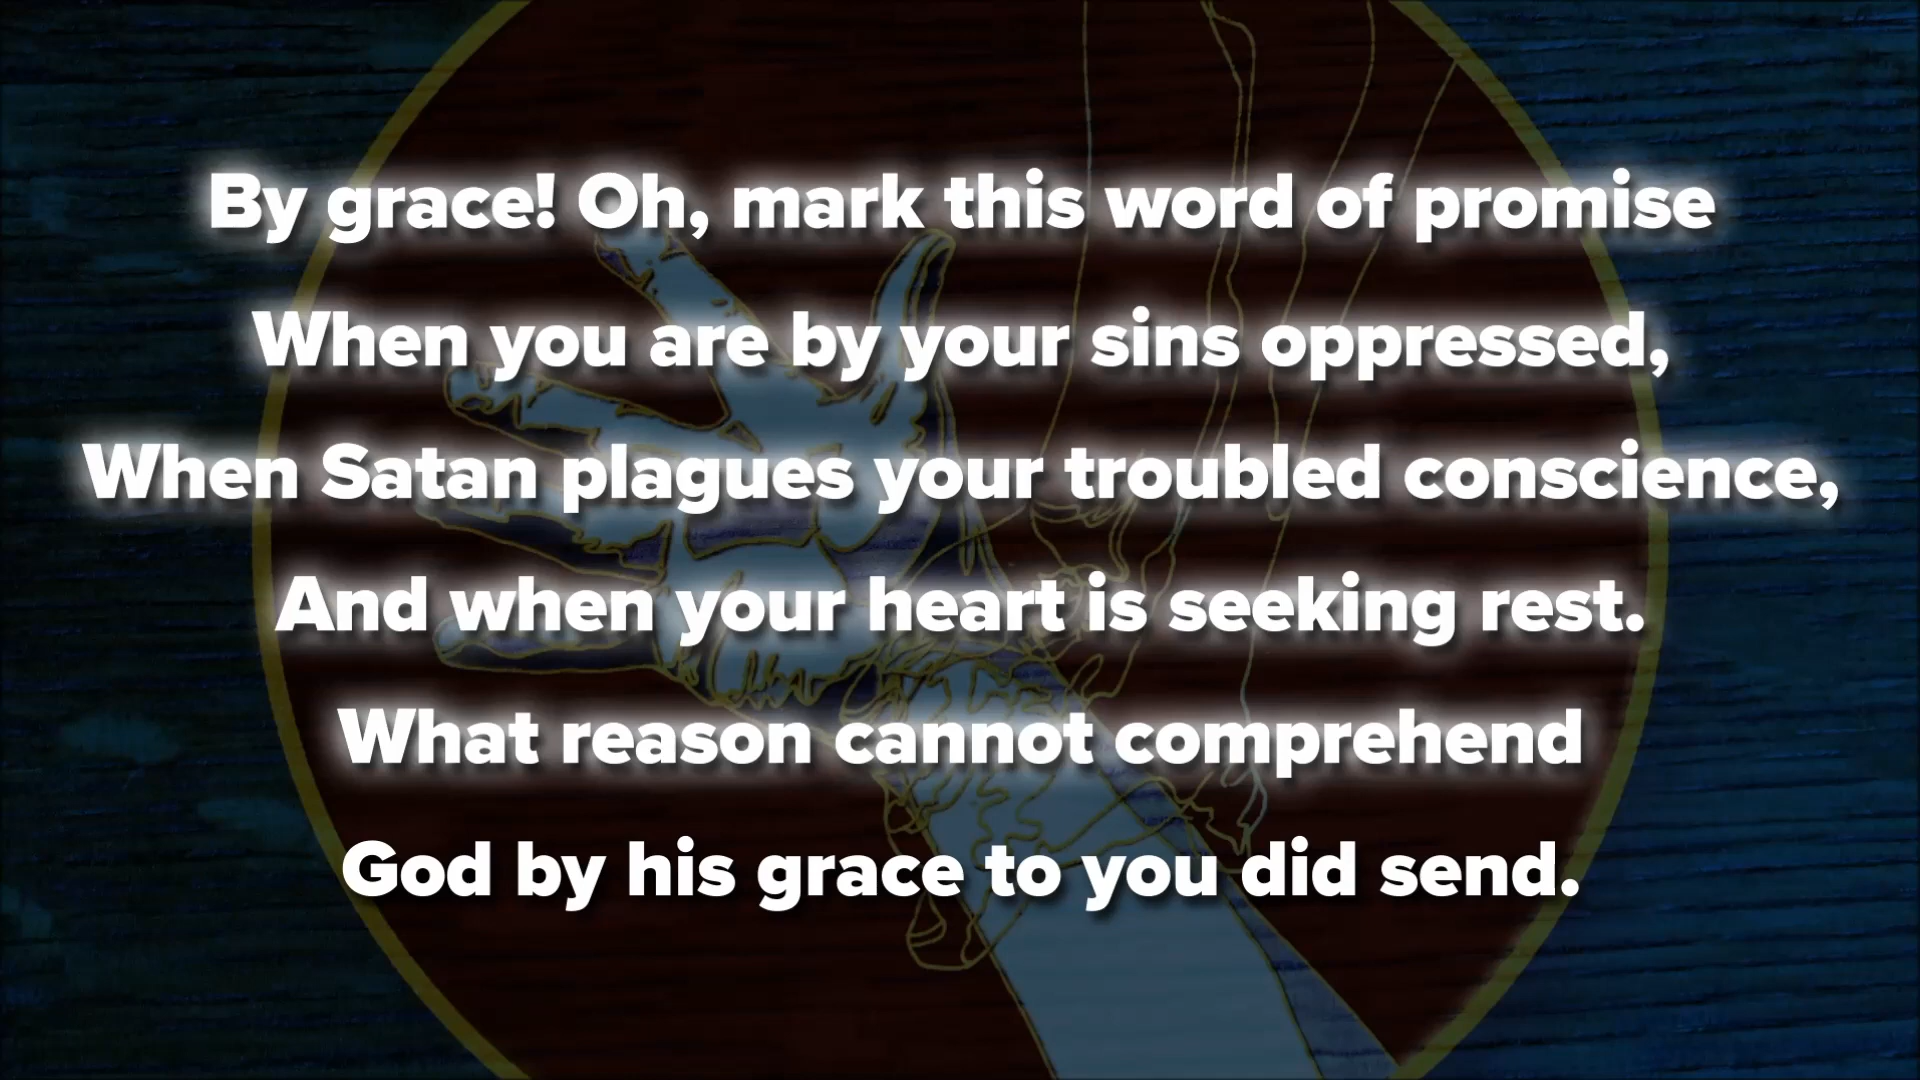 By grace! Oh, mark this word of promise
When you are by your sins oppressed,
When Satan plagues your troubled conscience,
And when your heart is seeking rest.
What reason cannot comprehend
God by his grace to you did send.